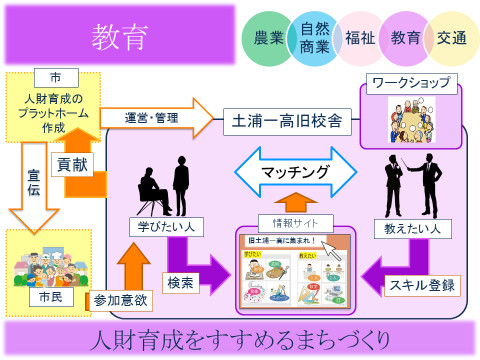 教育
農業
自然
商業
福祉
教育
交通
市
人財育成の
プラットホーム
作成
運営・管理
土浦一高旧校舎
ワークショップ
宣伝
貢献
マッチング
学びたい人
情報サイト
教えたい人
旧土浦一高に集まれ!
学びたい
教えたい
検索
スキル登録
市民
参加意欲
人財育成をすすめるまちづくり